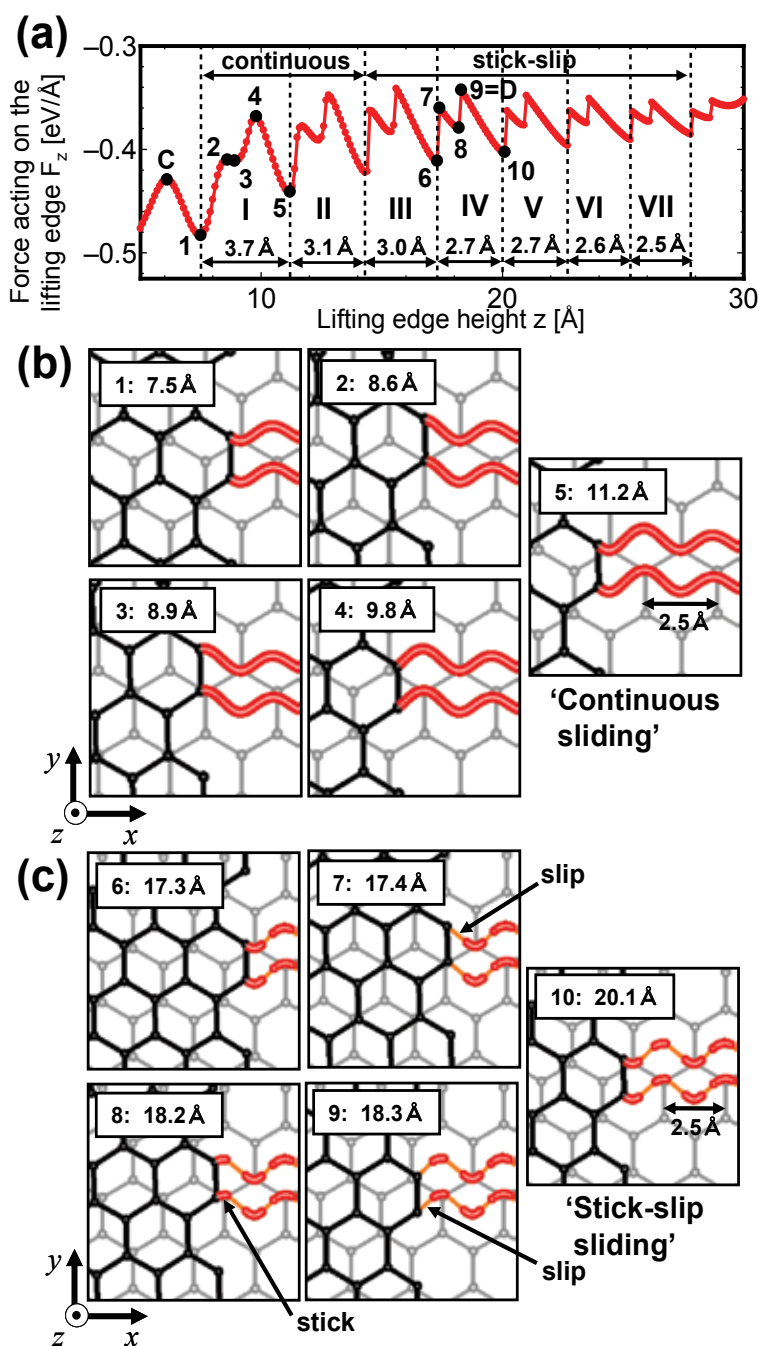 (a)
Force acting on the
lifting edge F_z [eV/Å]
−0.3
−0.4
−0.5
continuous
stick-slip
C
1
2
3
4
5
6
7
8
9=D
10
I
II
III
IV
V
VI
VII
3.7 Å
3.1 Å
3.0 Å
2.7 Å
2.7 Å
2.6 Å
2.5 Å
10
20
30
Lifting edge height z [Å]
(b)
1: 7.5 Å
2: 8.6 Å
3: 8.9 Å
4: 9.8 Å
5: 11.2 Å
2.5 Å
'Continuous
sliding'
y
z
x
(c)
6: 17.3 Å
7: 17.4 Å
slip
8: 18.2 Å
stick
9: 18.3 Å
slip
10: 20.1 Å
2.5 Å
'Stick-slip
sliding'
y
z
x